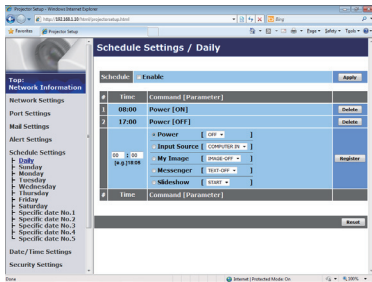 Projector Setup - Windows Internet Explorer
http://192.168.1.10/html/projectorsetup.html
Bing
Favorites Projector Setup
Page Safety Tools
Schedule Settings / Daily
Top:
Network Information
Network Settings
Port Settings
Mail Settings
Alert Settings
Schedule Settings
Daily
Sunday
Monday
Tuesday
Wednesday
Thursday
Friday
Saturday
Specific date No.1
Specific date No.2
Specific date No.3
Specific date No.4
Specific date No.5
Date/Time Settings
Security Settings
Schedule Enable Apply
# Time Command [Parameter]
1 08:00 Power [ON] Delete
2 17:00 Power [OFF] Delete
00 : 00
(e.g.)18:08
Power [ OFF ]
Input Source [ COMPUTER IN ]
My Image [ IMAGE-OFF ]
Messenger [ TEXT-OFF ]
Slideshow [ START ]
Register
# Time Command [Parameter]
Reset
Done
Internet | Protected Mode: On
100%